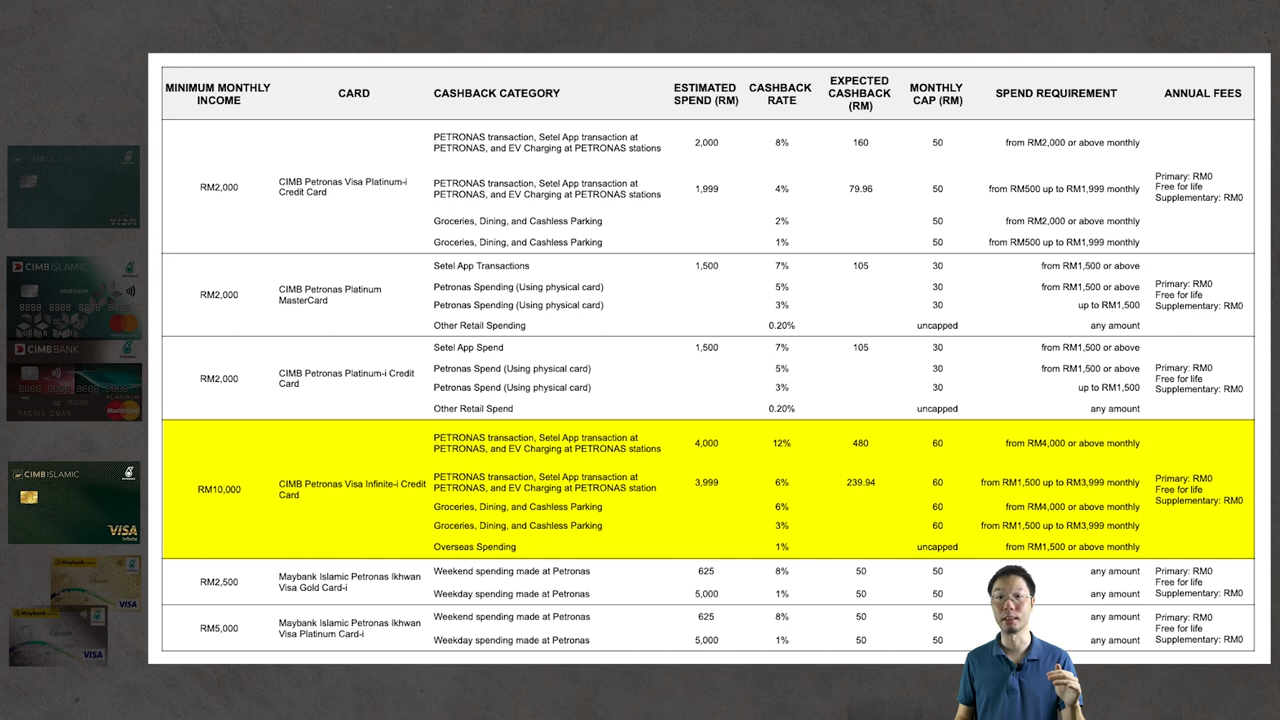 MINIMUM MONTHLY INCOME CARD CASHBACK CATEGORY ESTIMATED SPEND (RM) CASHBACK RATE EXPECTED CASHBACK (RM) MONTHLY CAP (RM) SPEND REQUIREMENT ANNUAL FEES
RM2,000
CIMB Petronas Visa Platinum-i
Credit Card
PETRONAS transaction, Setel App transaction at
PETRONAS, and EV Charging at PETRONAS stations
2,000 8% 160 50 from RM2,000 or above monthly
PETRONAS transaction, Setel App transaction at
PETRONAS, and EV Charging at PETRONAS stations
1,999 4% 79.96 50 from RM500 up to RM1,999 monthly
Groceries, Dining, and Cashless Parking 2% 50 from RM2,000 or above monthly
Groceries, Dining, and Cashless Parking 1% 50 from RM500 up to RM1,999 monthly
Primary: RM0
Free for life
Supplementary: RM0
RM2,000
CIMB Petronas Platinum
MasterCard
Setel App Transactions 1,500 7% 105 30 from RM1,500 or above
Petronas Spending (Using physical card) 5% 30 from RM1,500 or above
Petronas Spending (Using physical card) 3% 30 up to RM1,500
Other Retail Spending 0.20% uncapped any amount
Primary: RM0
Free for life
Supplementary: RM0
RM2,000
CIMB Petronas Platinum-i Credit
Card
Setel App Spend 1,500 7% 105 30 from RM1,500 or above
Petronas Spend (Using physical card) 5% 30 from RM1,500 or above
Petronas Spend (Using physical card) 3% 30 up to RM1,500
Other Retail Spend 0.20% uncapped any amount
Primary: RM0
Free for life
Supplementary: RM0
RM10,000
CIMB Petronas Visa Infinite-i Credit
Card
PETRONAS transaction, Setel App transaction at
PETRONAS, and EV Charging at PETRONAS stations
4,000 12% 480 60 from RM4,000 or above monthly
PETRONAS transaction, Setel App transaction at
PETRONAS, and EV Charging at PETRONAS station
3,999 6% 239.94 60 from RM1,500 up to RM3,999 monthly
Groceries, Dining, and Cashless Parking 6% 60 from RM4,000 or above monthly
Groceries, Dining, and Cashless Parking 3% 60 from RM1,500 up to RM3,999 monthly
Overseas Spending 1% uncapped from RM1,500 or above monthly
Primary: RM0
Free for life
Supplementary: RM0
RM2,500
Maybank Islamic Petronas Ikhwan
Visa Gold Card-i
Weekend spending made at Petronas 625 8% 50 50 any amount
Weekday spending made at Petronas 5,000 1% 50 50 any amount
Primary: RM0
Free for life
Supplementary: RM0
RM5,000
Maybank Islamic Petronas Ikhwan
Visa Platinum Card-i
Weekend spending made at Petronas 625 8% 50 50 any amount
Weekday spending made at Petronas 5,000 1% 50 50 any amount
Primary: RM0
Free for life
Supplementary: RM0
VISA
CIMB ISLAMIC
platinum
8888 8888 8888 8888
CIMB BANK
PLATINUM
MasterCard
CIMB ISLAMIC
VISA
Infinite
Maybank
VISA
Maybank
VISA